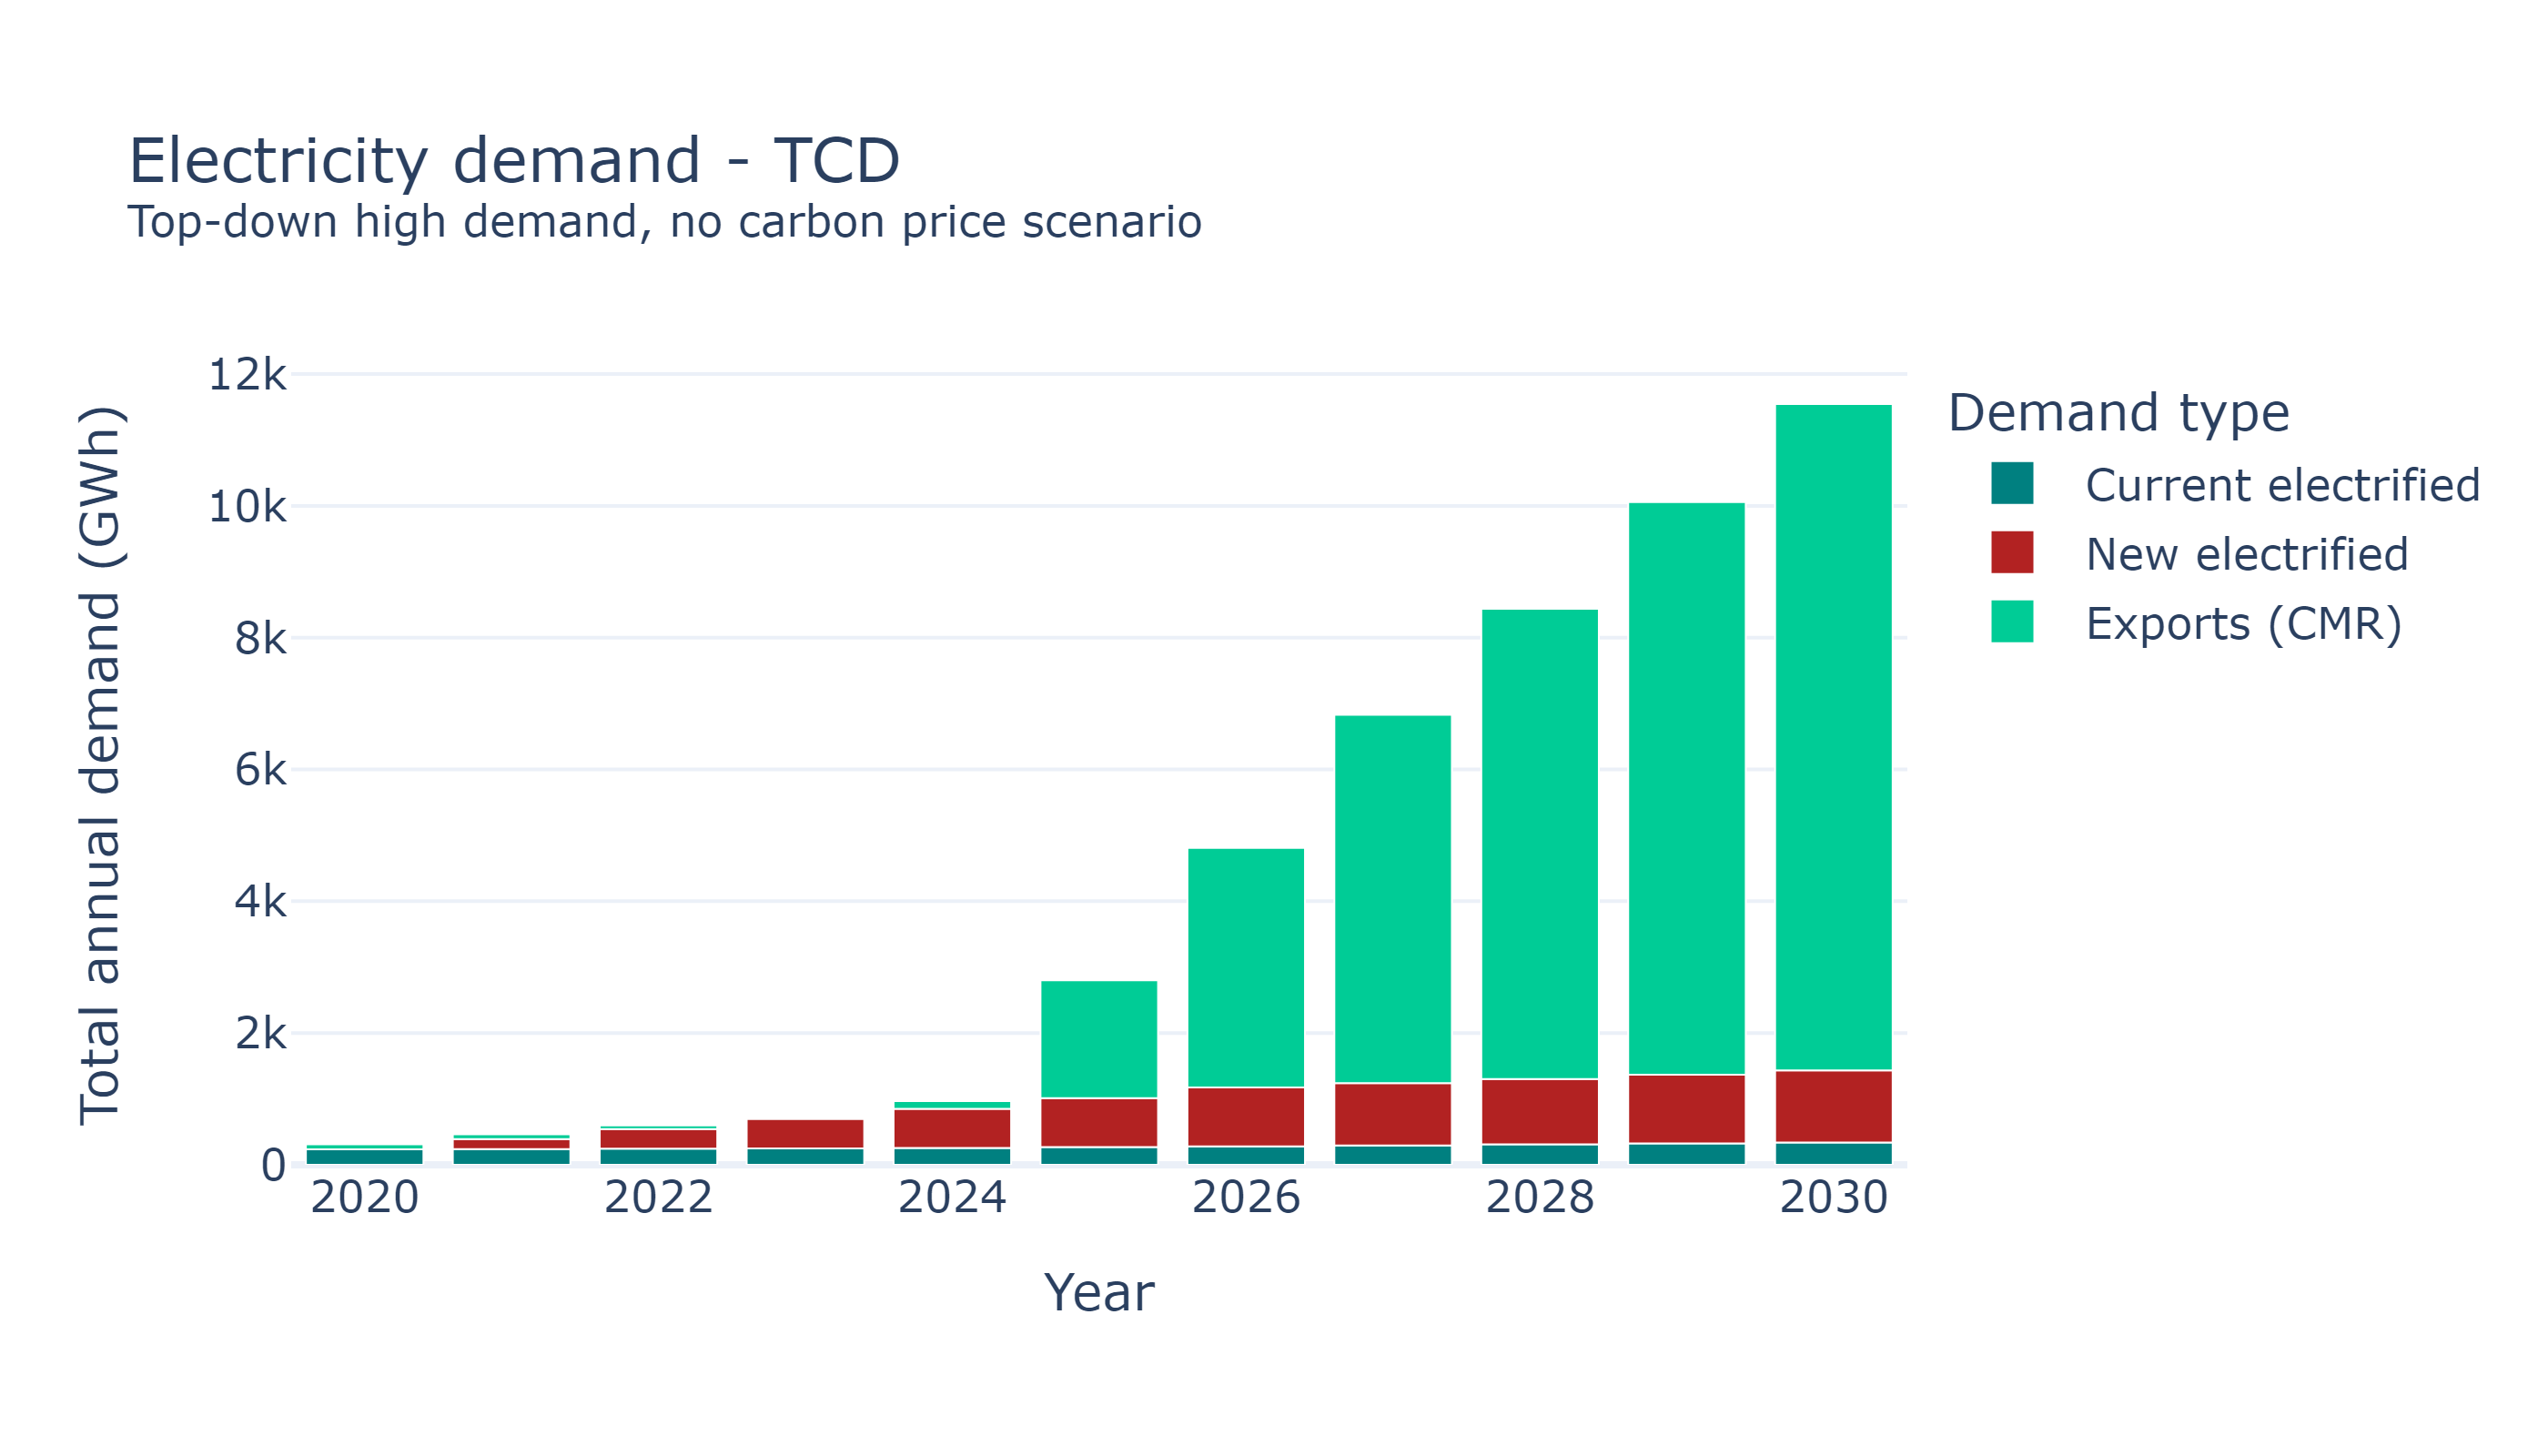 Electricity demand - TCD
Top-down high demand, no carbon price scenario
Total annual demand (GWh)
12k
10k
8k
6k
4k
2k
0
2020 2022 2024 2026 2028 2030
Year
Demand type
Current electrified
New electrified
Exports (CMR)